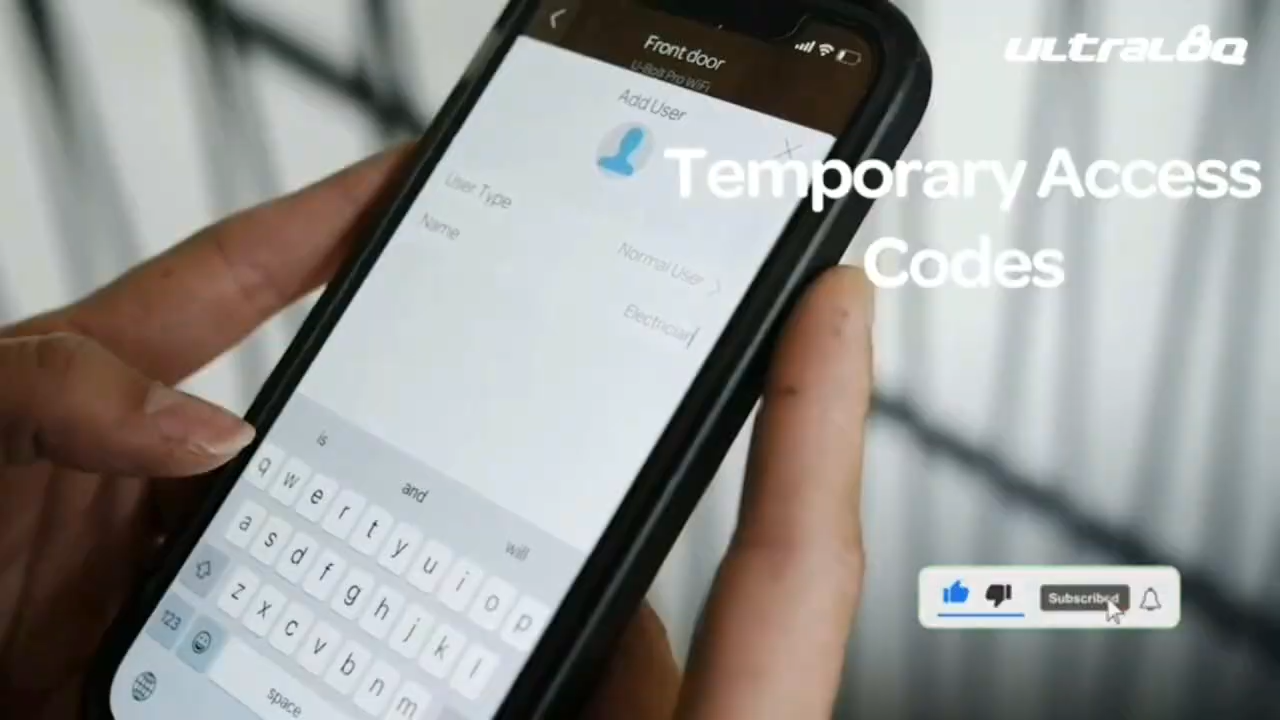 ULTRALOQ
Front door
U-Bolt Pro WiFi
Add User
Temporary Access
Codes
User Type
Normal User
Name
Electrician
is and will
q w e r t y u i o p
a s d f g h j k l
z x c v b n m
123
space
Subscribed